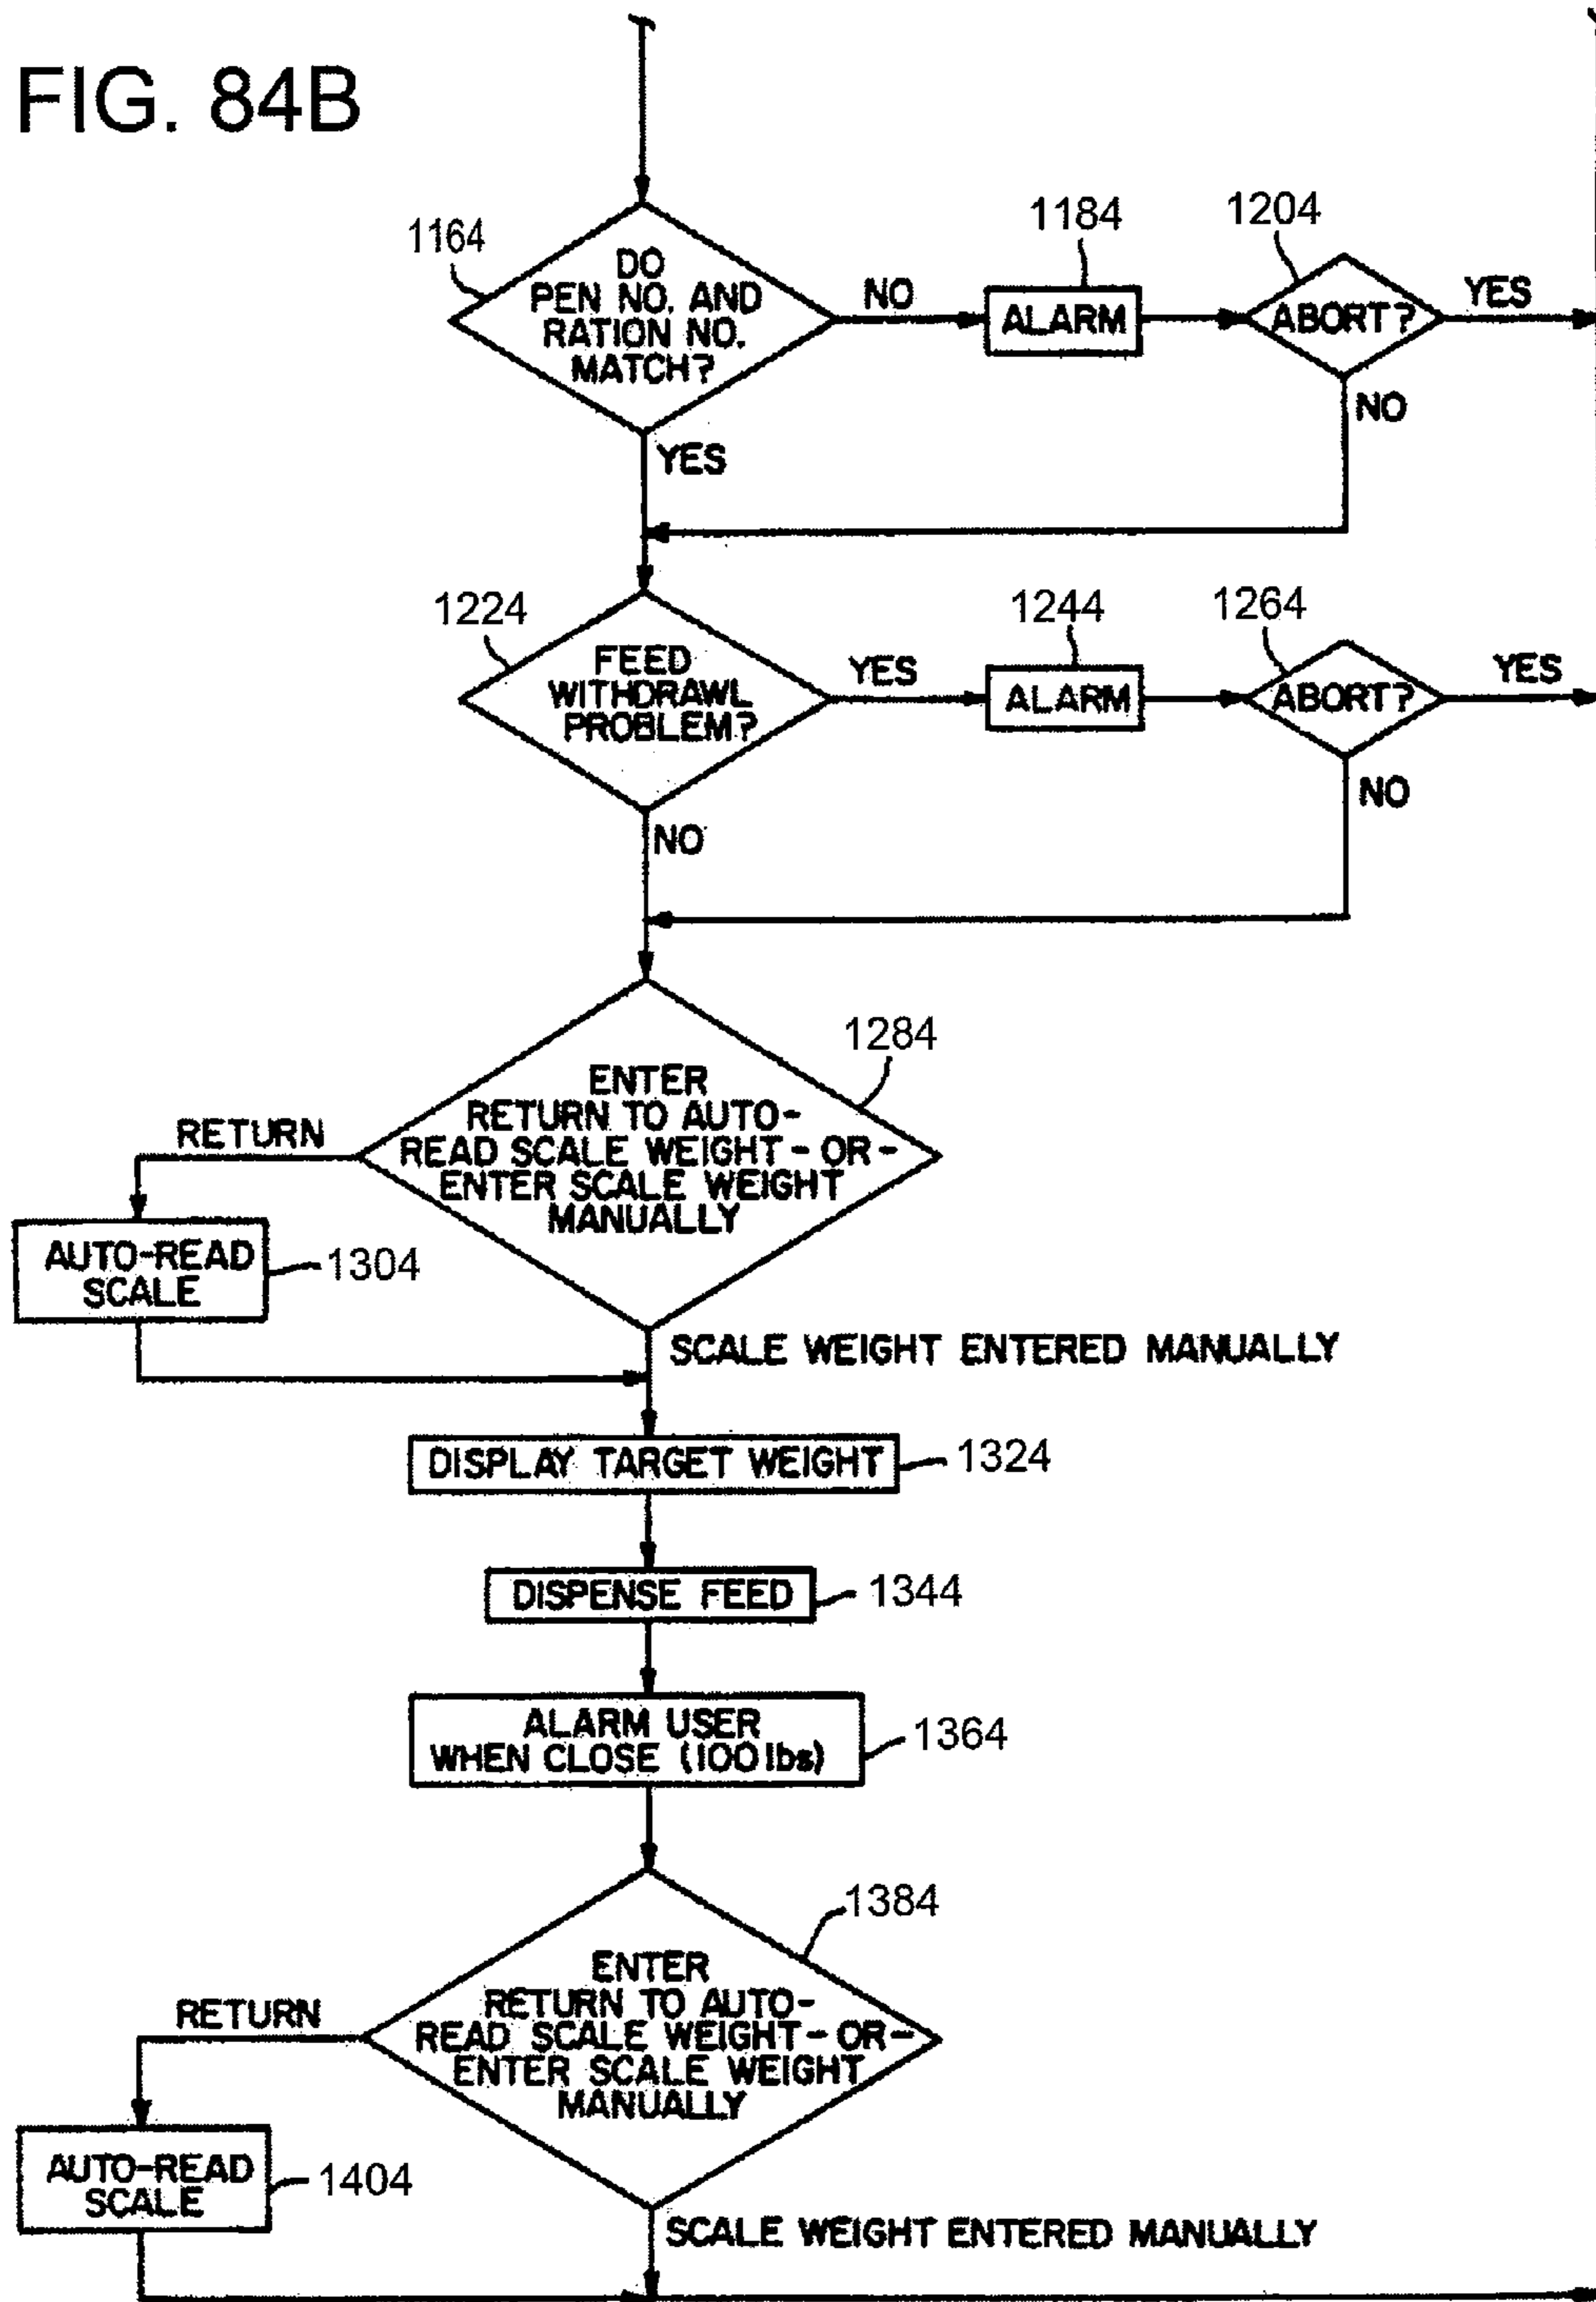 FIG. 84B
1164
DO
PEN NO. AND
RATION NO.
MATCH?
NO
1184
ALARM
1204
ABORT?
YES
NO
YES
1224
FEED
WITHDRAWL
PROBLEM?
YES
1244
ALARM
1264
ABORT?
YES
NO
NO
1284
ENTER
RETURN TO AUTO-
READ SCALE WEIGHT - OR -
ENTER SCALE WEIGHT
MANUALLY
RETURN
AUTO-READ
SCALE
1304
SCALE WEIGHT ENTERED MANUALLY
DISPLAY TARGET WEIGHT
1324
DISPENSE FEED
1344
ALARM USER
WHEN CLOSE (100 lbs)
1364
1384
ENTER
RETURN TO AUTO-
READ SCALE WEIGHT - OR -
ENTER SCALE WEIGHT
MANUALLY
RETURN
AUTO-READ
SCALE
1404
SCALE WEIGHT ENTERED MANUALLY